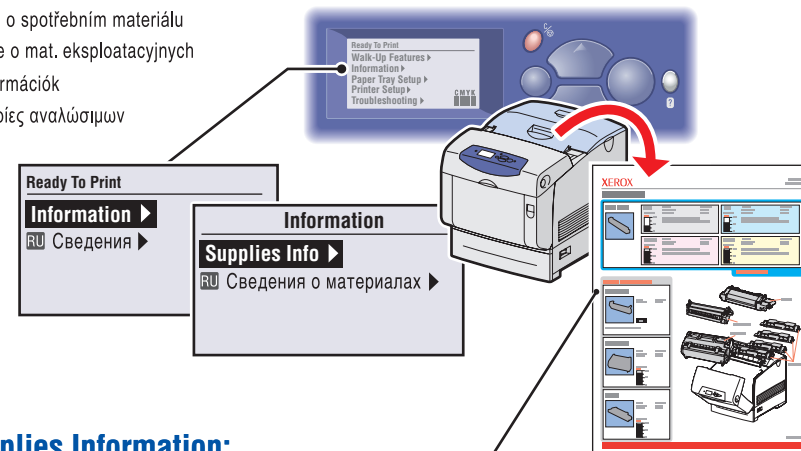 o spotřebním materiálu
e o mat. eksploatacyjnych
rmációk
ρίες αναλώσιμων
Ready To Print
Walk-Up Features
Information
Paper Tray Setup
Printer Setup
Troubleshooting
CMYK
?
XEROX
Ready To Print
Information
RU Сведения
Information
Supplies Info
RU Сведения о материалах
plies Information: